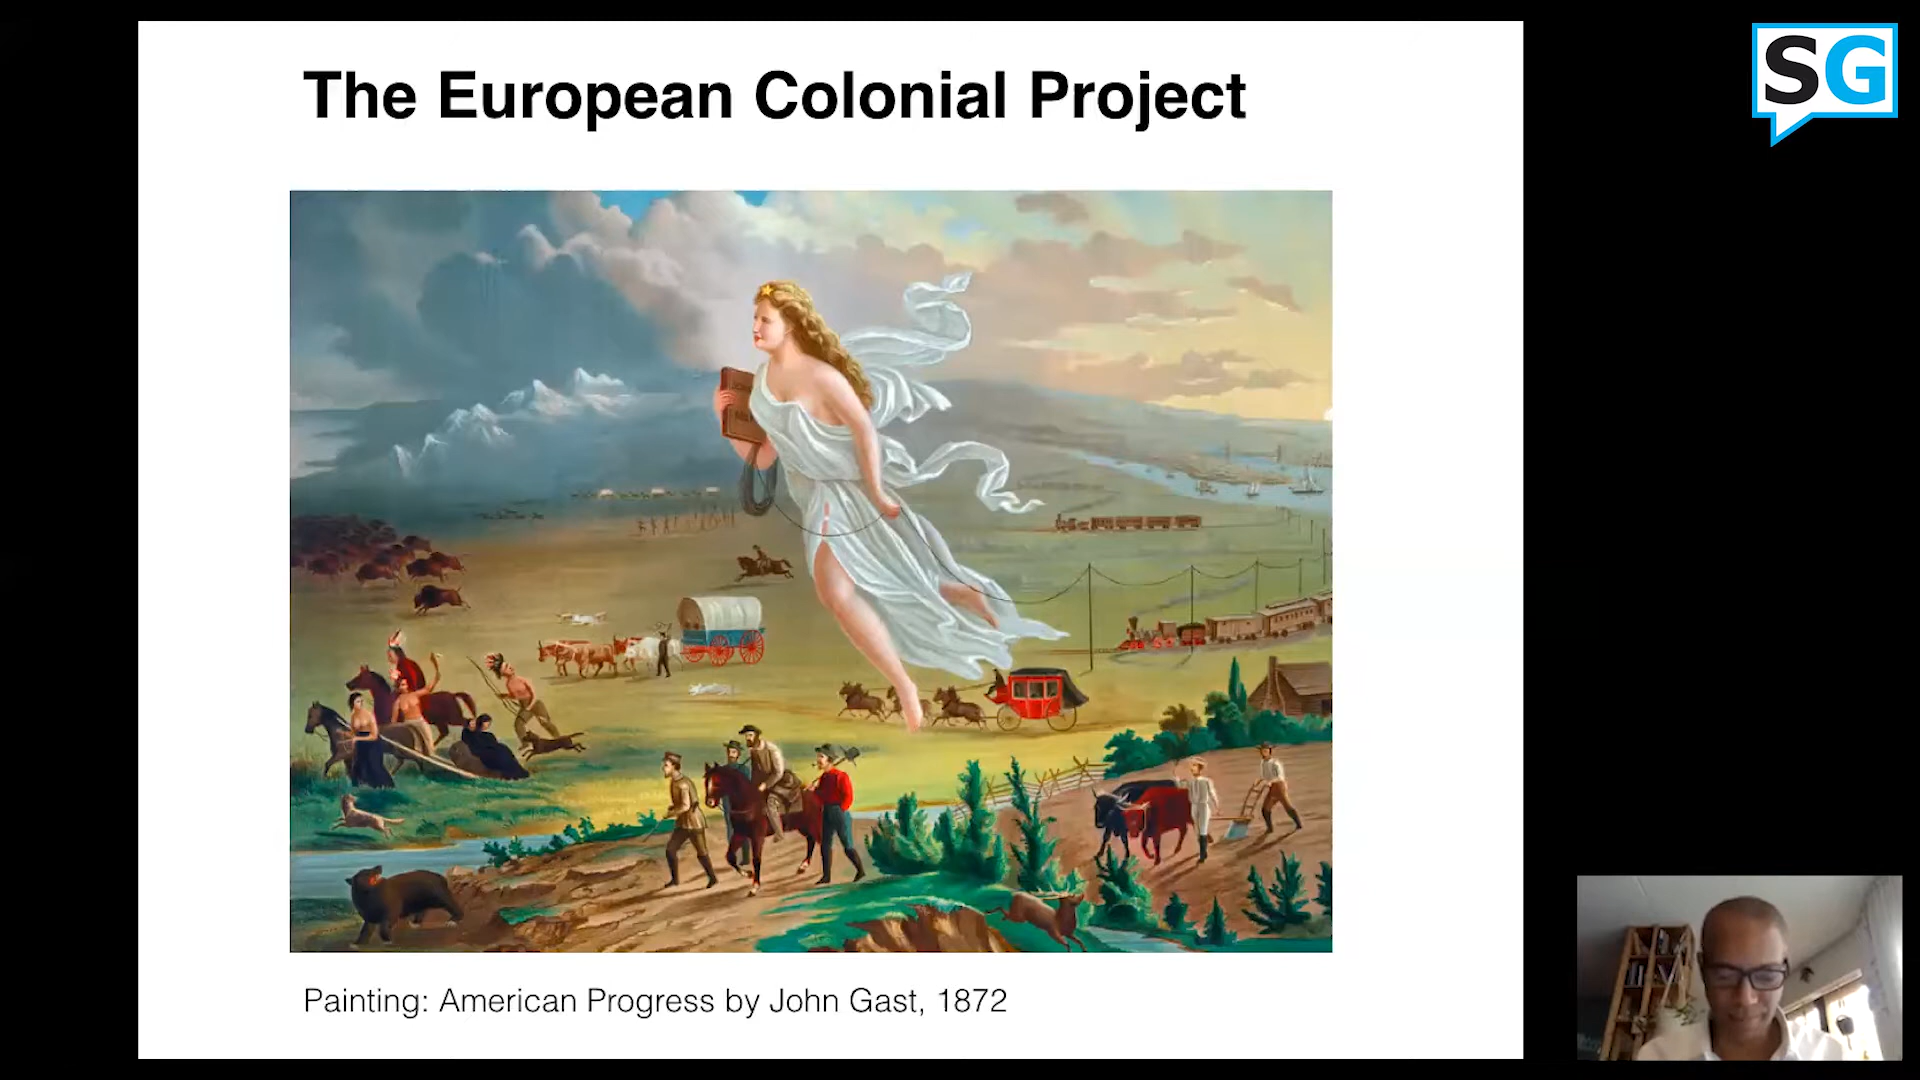 The European Colonial Project
SG
Painting: American Progress by John Gast, 1872